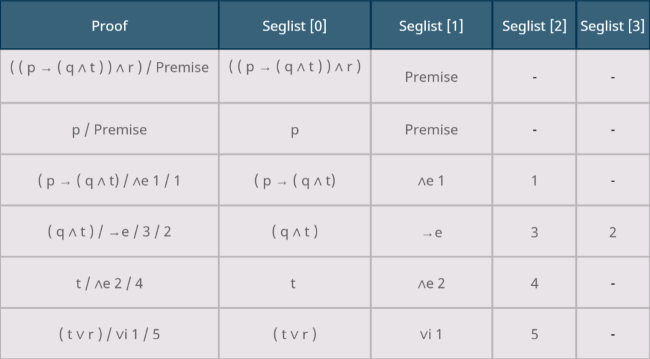 Proof Seglist [0] Seglist [1] Seglist [2] Seglist [3]
( ( p → ( q ∧ t ) ) ∧ r ) / Premise ( ( p → ( q ∧ t ) ) ∧ r ) Premise - -
p / Premise p Premise - -
( p → ( q ∧ t) / ∧e 1 / 1 ( p → ( q ∧ t) ∧e 1 1 -
( q ∧ t ) / →e / 3 / 2 ( q ∧ t ) →e 3 2
t / ∧e 2 / 4 t ∧e 2 4 -
( t ∨ r ) / ∨i 1 / 5 ( t ∨ r ) ∨i 1 5 -